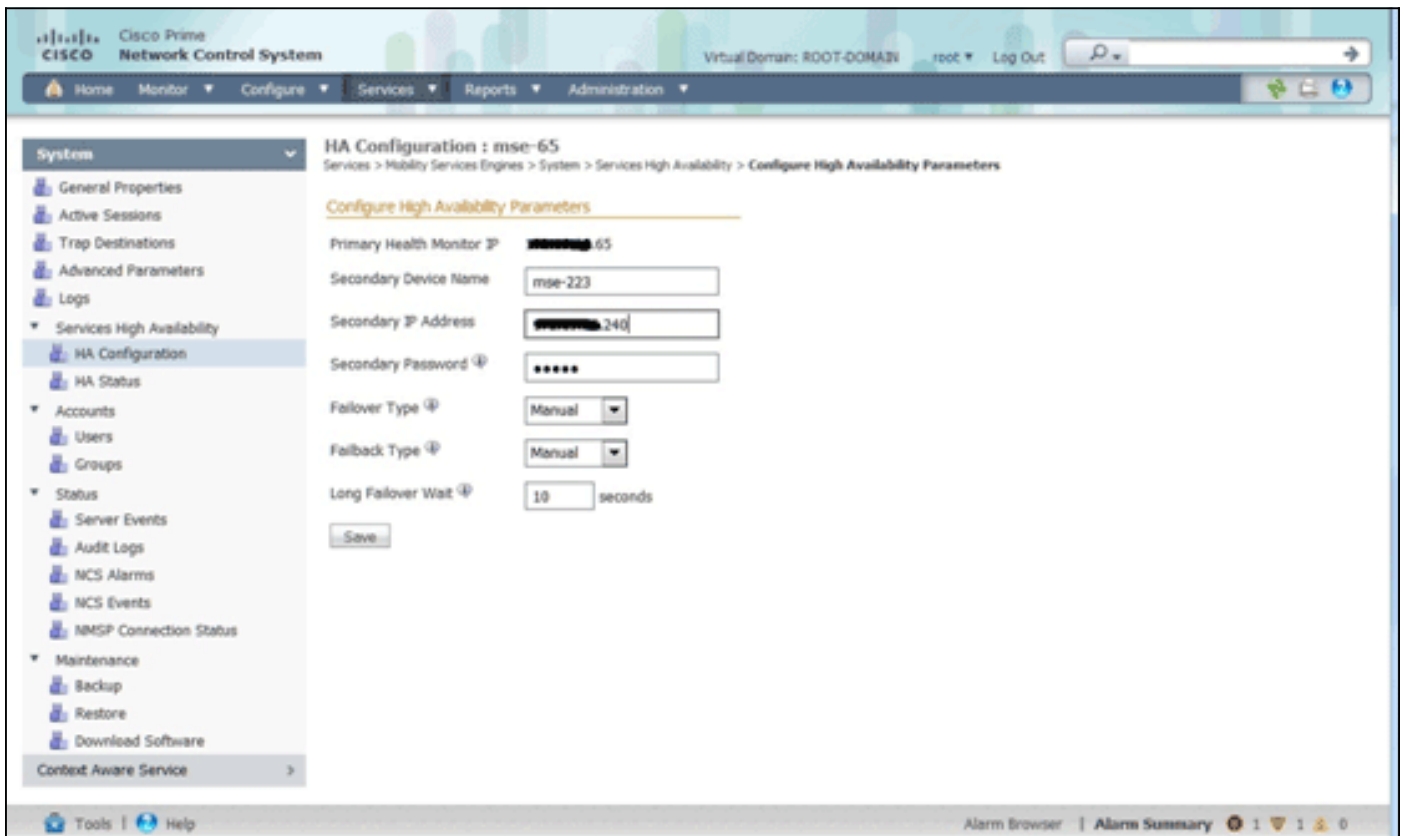 Cisco Prime
CISCO Network Control System
Virtual Domain: ROOT-DOMAIN root Log Out
Home Monitor Configure Services Reports Administration
System
General Properties
Active Sessions
Trap Destinations
Advanced Parameters
Logs
Services High Availability
HA Configuration
HA Status
Accounts
Users
Groups
Status
Server Events
Audit Logs
NCS Alarms
NCS Events
NMSP Connection Status
Maintenance
Backup
Restore
Download Software
Context Aware Service
HA Configuration : mse-65
Services > Mobility Services Engines > System > Services High Availability > Configure High Availability Parameters
Configure High Availability Parameters
Primary Health Monitor IP .65
Secondary Device Name mse-223
Secondary IP Address .240
Secondary Password •••••
Failover Type Manual
Failback Type Manual
Long Failover Wait 10 seconds
Save
Tools | Help
Alarm Browser | Alarm Summary 1 1 0